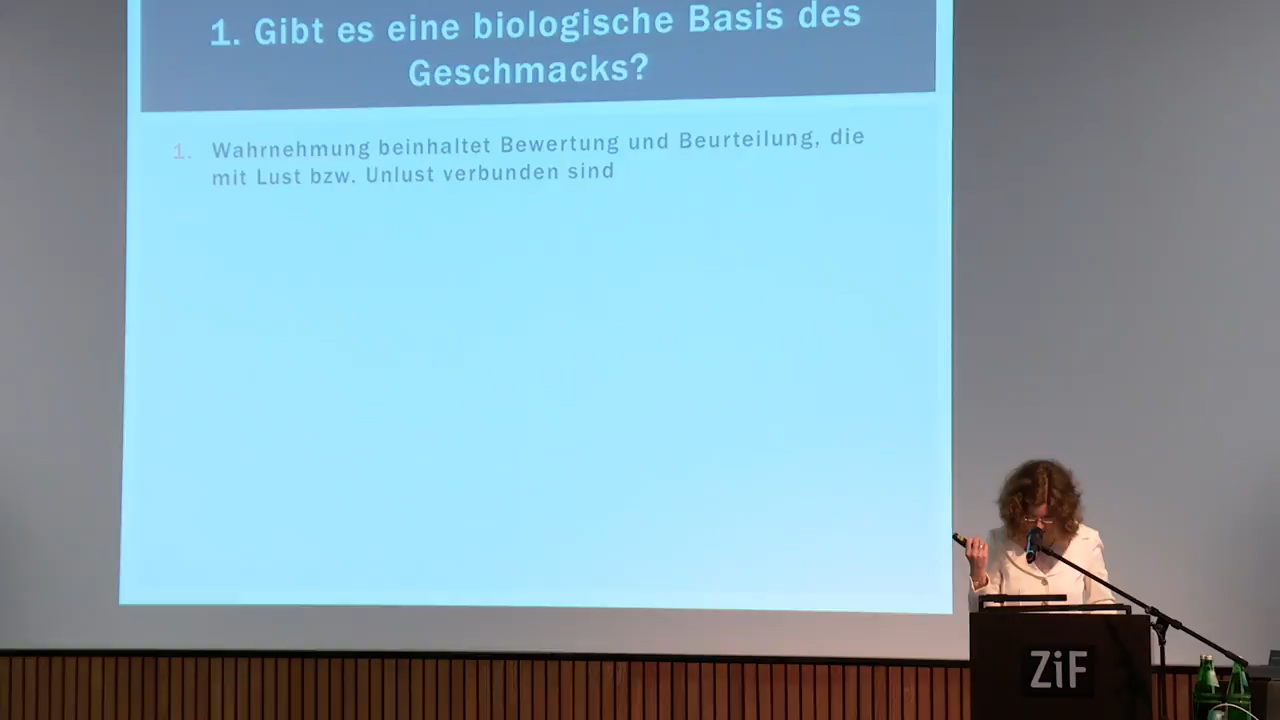 1. Gibt es eine biologische Basis des
Geschmacks?
1. Wahrnehmung beinhaltet Bewertung und Beurteilung, die
mit Lust bzw. Unlust verbunden sind
ZiF